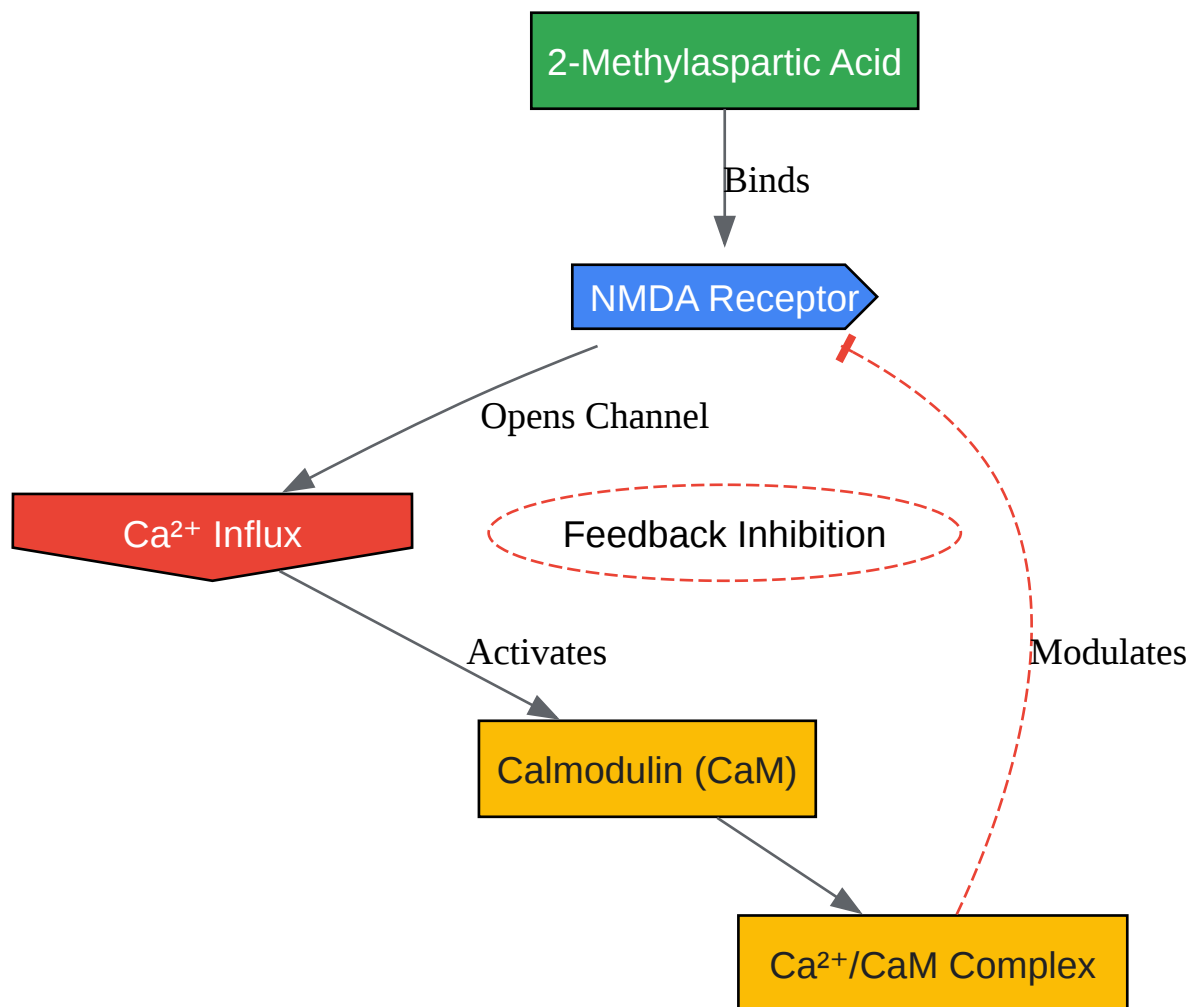 2-Methylaspartic Acid
Binds
NMDA Receptor
Opens Channel
Ca²⁺ Influx
Feedback Inhibition
Activates
Modulates
Calmodulin (CaM)
Ca²⁺/CaM Complex